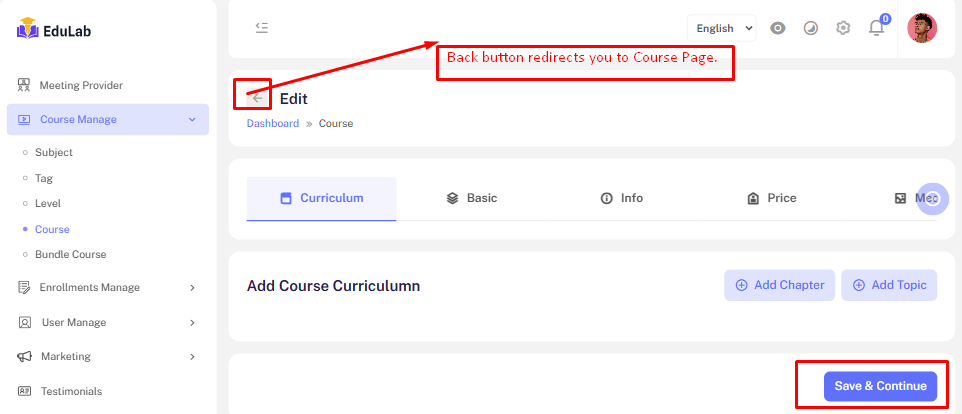 EduLab
English
0
Back button redirects you to Course Page.
Edit
Dashboard » Course
Meeting Provider
Course Manage
Subject
Tag
Level
Course
Bundle Course
Enrollments Manage
User Manage
Marketing
Testimonials
Curriculum
Basic
Info
Price
Add Course Curriculumn
Add Chapter
Add Topic
Save & Continue